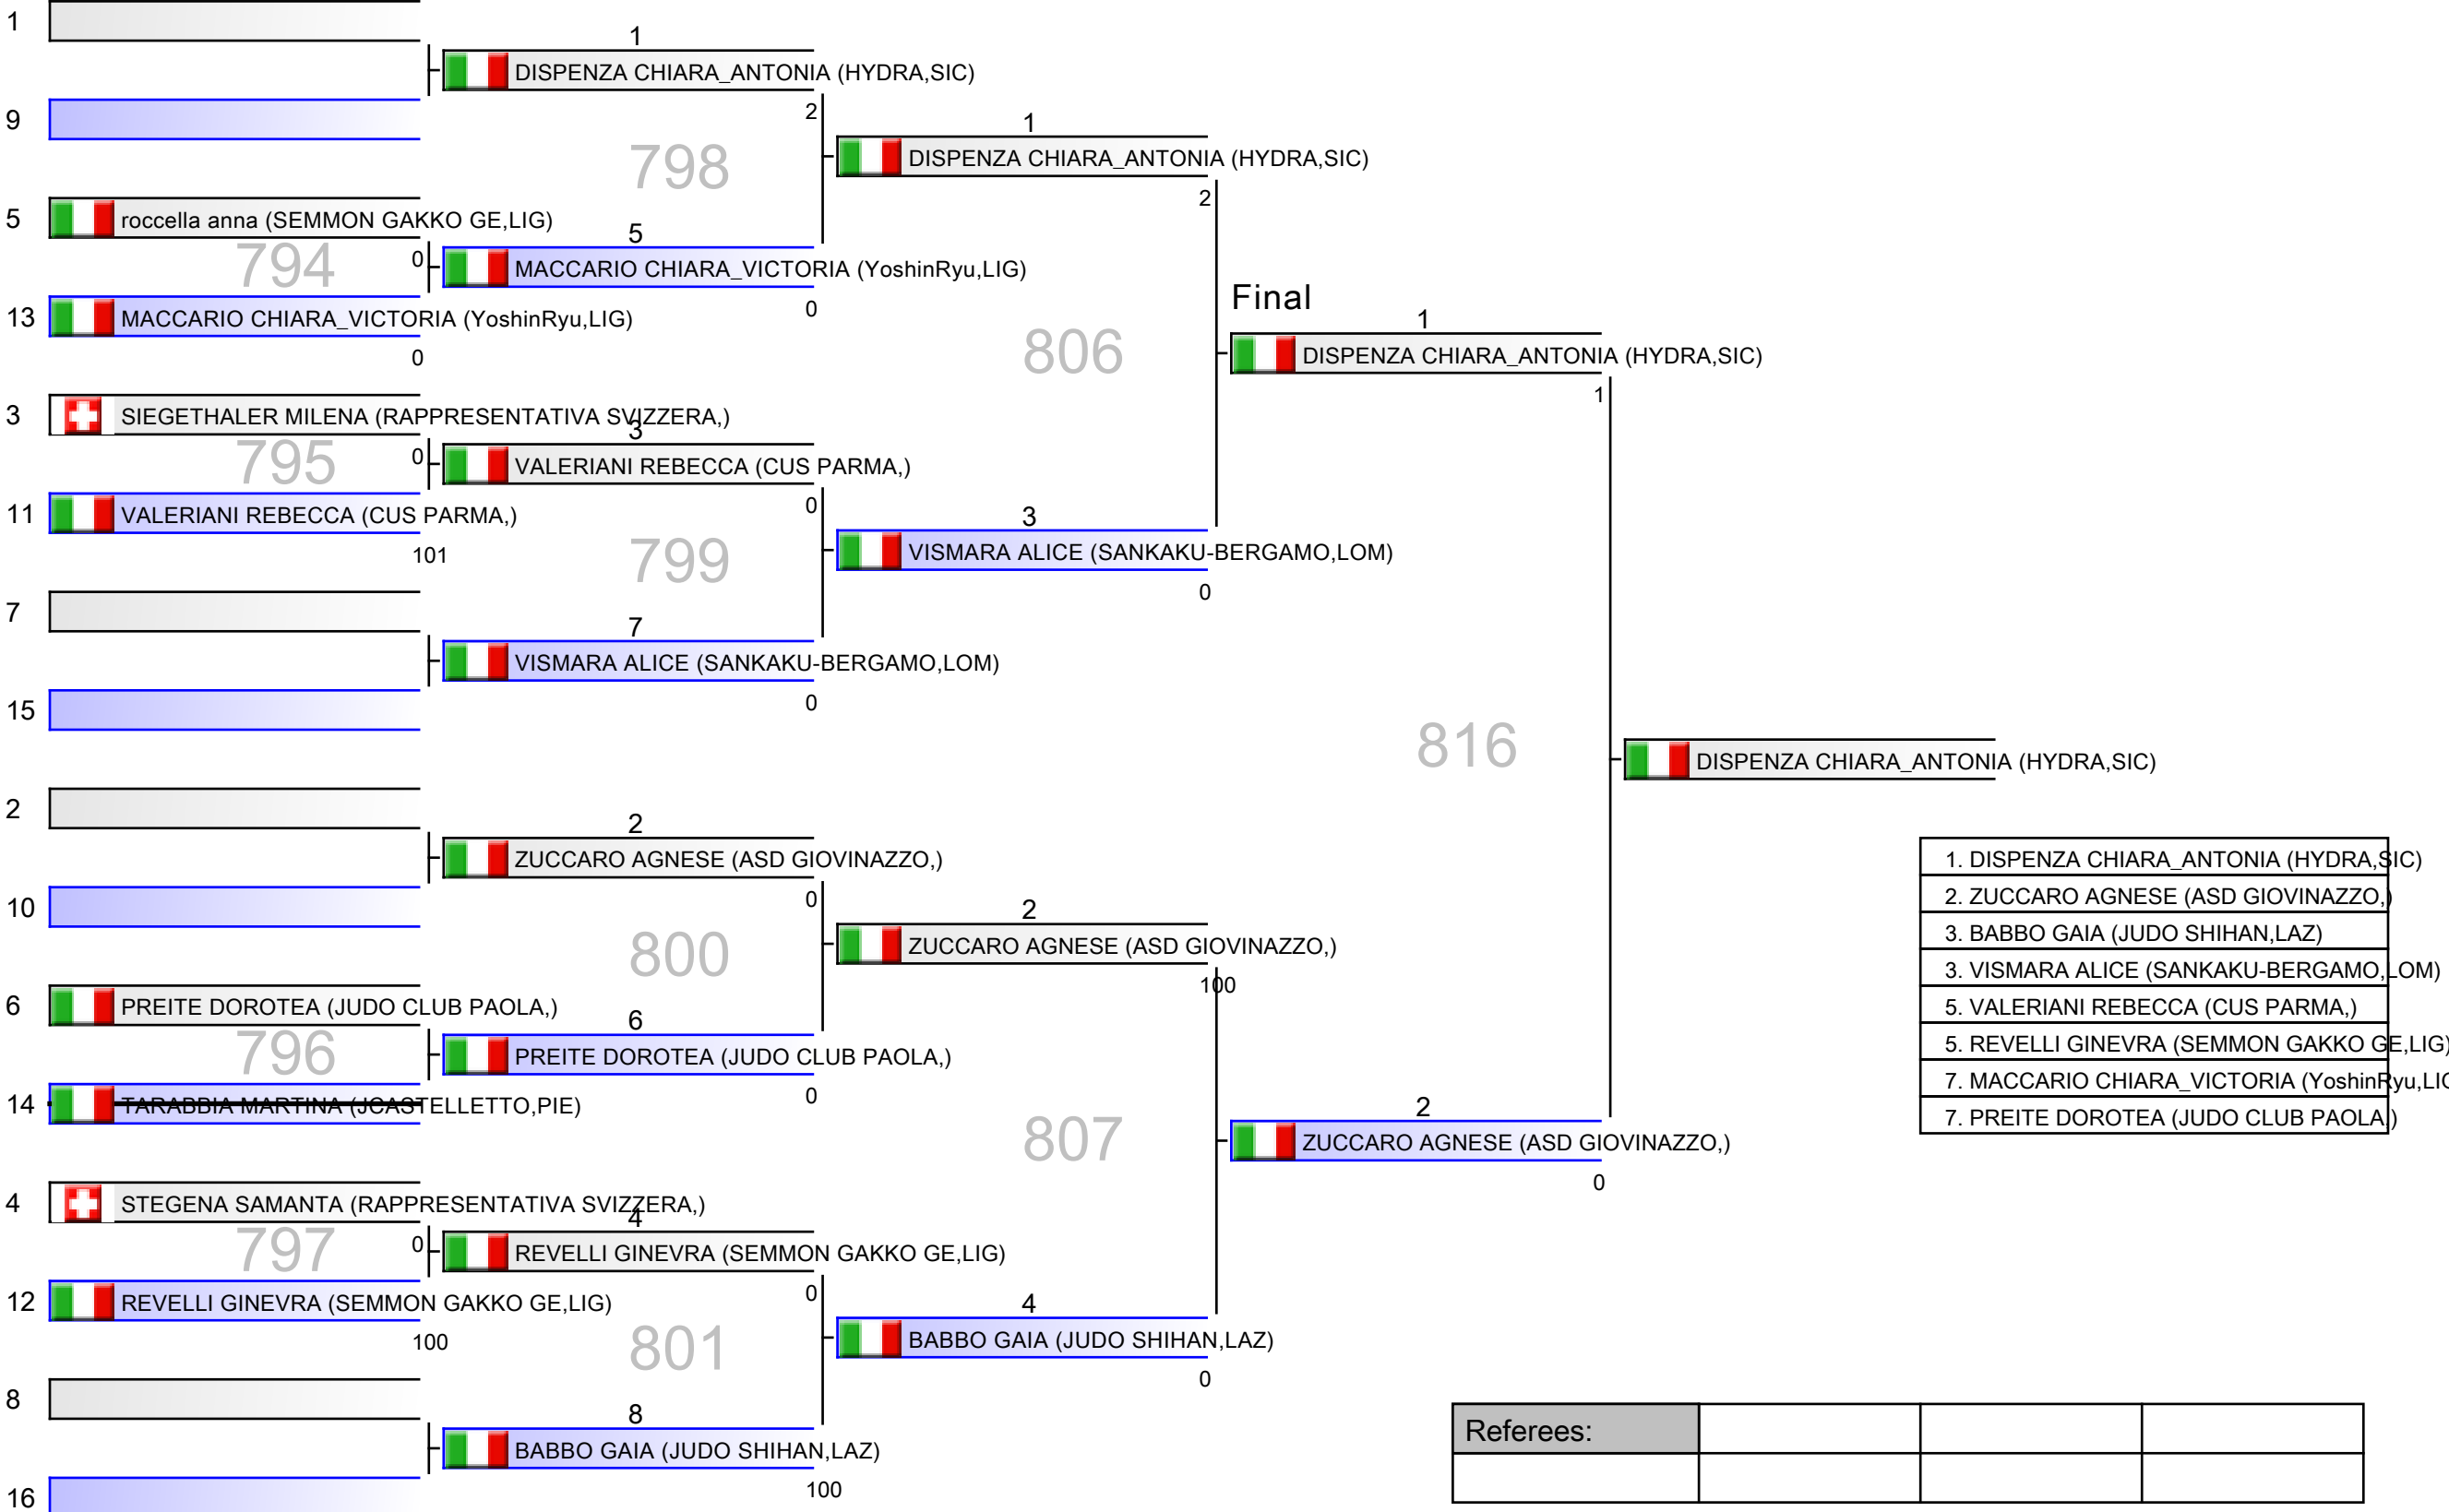 1
1
DISPENZA CHIARA_ANTONIA (HYDRA,SIC)
9
2
1
798
DISPENZA CHIARA_ANTONIA (HYDRA,SIC)
2
5
roccella anna (SEMMON GAKKO GE,LIG)
5
794
0
MACCARIO CHIARA_VICTORIA (YoshinRyu,LIG)
0
13
MACCARIO CHIARA_VICTORIA (YoshinRyu,LIG)
0
806
Final
1
DISPENZA CHIARA_ANTONIA (HYDRA,SIC)
1
3
SIEGETHALER MILENA (RAPPRESENTATIVA SVIZZERA,)
3
795
0
VALERIANI REBECCA (CUS PARMA,)
0
11
VALERIANI REBECCA (CUS PARMA,)
101
799
3
VISMARA ALICE (SANKAKU-BERGAMO,LOM)
0
7
7
VISMARA ALICE (SANKAKU-BERGAMO,LOM)
0
15
816
DISPENZA CHIARA_ANTONIA (HYDRA,SIC)
2
2
ZUCCARO AGNESE (ASD GIOVINAZZO,)
0
10
800
2
ZUCCARO AGNESE (ASD GIOVINAZZO,)
100
6
PREITE DOROTEA (JUDO CLUB PAOLA,)
6
796
PREITE DOROTEA (JUDO CLUB PAOLA,)
0
14
TARABBIA MARTINA (JCASTELLETTO,PIE)
807
2
ZUCCARO AGNESE (ASD GIOVINAZZO,)
0
4
STEGENA SAMANTA (RAPPRESENTATIVA SVIZZERA,)
4
797
0
REVELLI GINEVRA (SEMMON GAKKO GE,LIG)
0
12
REVELLI GINEVRA (SEMMON GAKKO GE,LIG)
100
801
4
BABBO GAIA (JUDO SHIHAN,LAZ)
0
8
8
BABBO GAIA (JUDO SHIHAN,LAZ)
100
16
1. DISPENZA CHIARA_ANTONIA (HYDRA,SIC)
2. ZUCCARO AGNESE (ASD GIOVINAZZO,)
3. BABBO GAIA (JUDO SHIHAN,LAZ)
3. VISMARA ALICE (SANKAKU-BERGAMO,LOM)
5. VALERIANI REBECCA (CUS PARMA,)
5. REVELLI GINEVRA (SEMMON GAKKO GE,LIG)
7. MACCARIO CHIARA_VICTORIA (YoshinRyu,LI
7. PREITE DOROTEA (JUDO CLUB PAOLA,)
Referees: